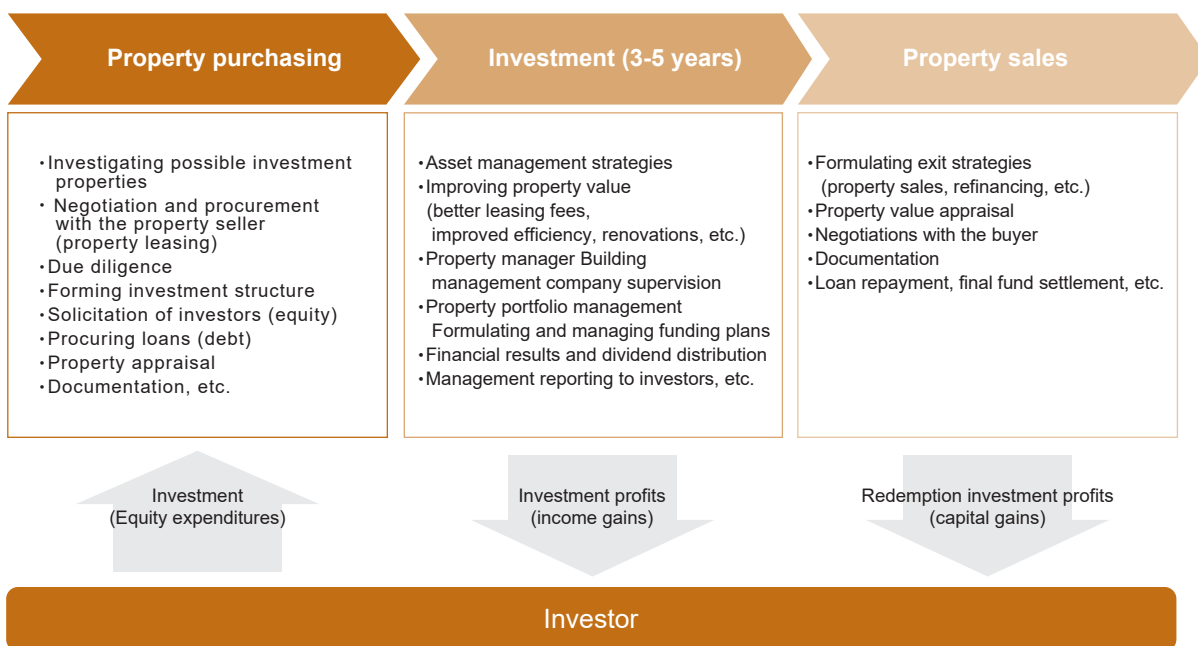 Property purchasing
Investment (3-5 years)
Property sales
・Investigating possible investment
properties
・ Negotiation and procurement
with the property seller
(property leasing)
・Due diligence
・Forming investment structure
・Solicitation of investors (equity)
・Procuring loans (debt)
・Property appraisal
・Documentation, etc.
・Asset management strategies
・Improving property value
(better leasing fees,
improved efficiency, renovations, etc.)
・Property manager Building
management company supervision
・Property portfolio management
Formulating and managing funding plans
・Financial results and dividend distribution
・Management reporting to investors, etc.
・Formulating exit strategies
(property sales, refinancing, etc.)
・Property value appraisal
・Negotiations with the buyer
・Documentation
・Loan repayment, final fund settlement, etc.
Investment
(Equity expenditures)
Investment profits
(income gains)
Redemption investment profits
(capital gains)
Investor